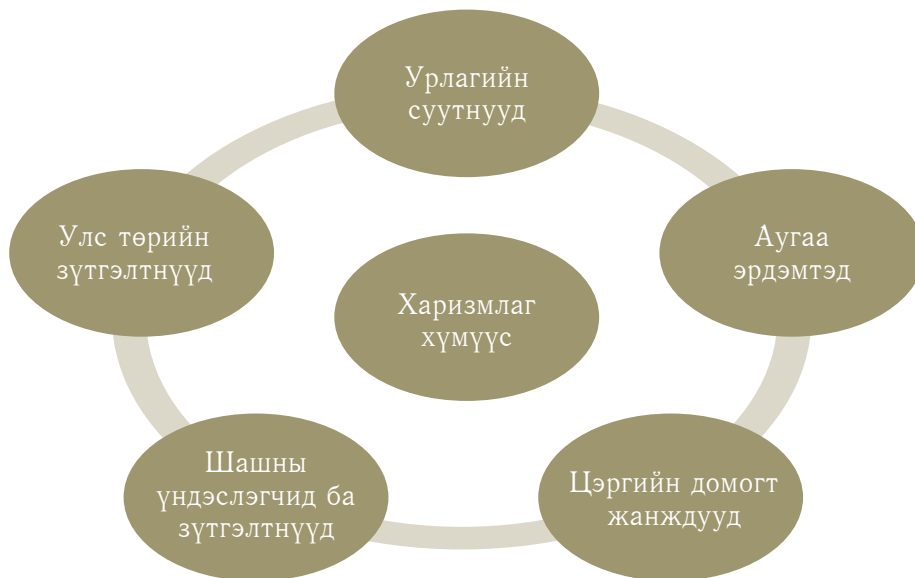 Урлагийн
суутнууд
Улс төрийн
зүтгэлтнүүд
Аугаа
эрдэмтэд
Харизмлаг
хүмүүс
Шашны
үндэслэгчид ба
зүтгэлтнүүд
Цэргийн домогт
жанждууд